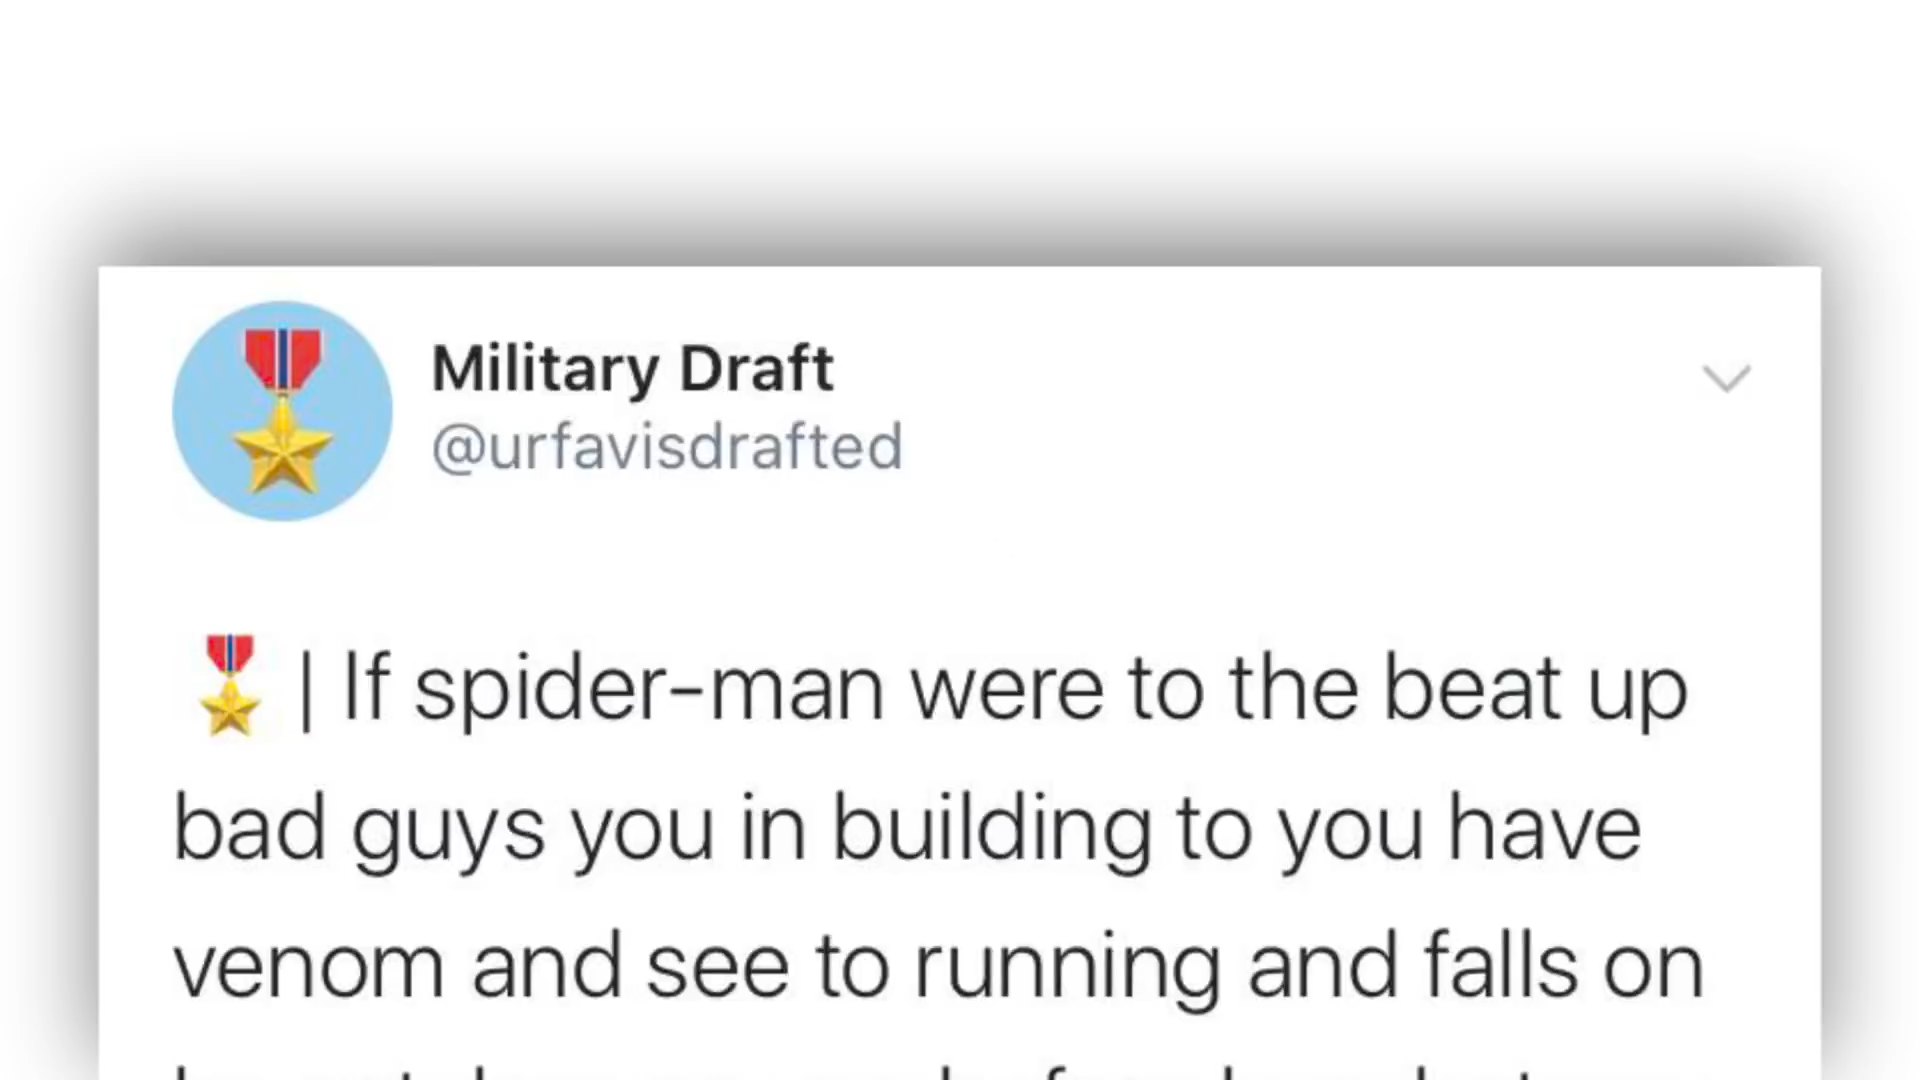 Military Draft
@urfavisdrafted
🎖 | If spider-man were to the beat up
bad guys you in building to you have
venom and see to running and falls on